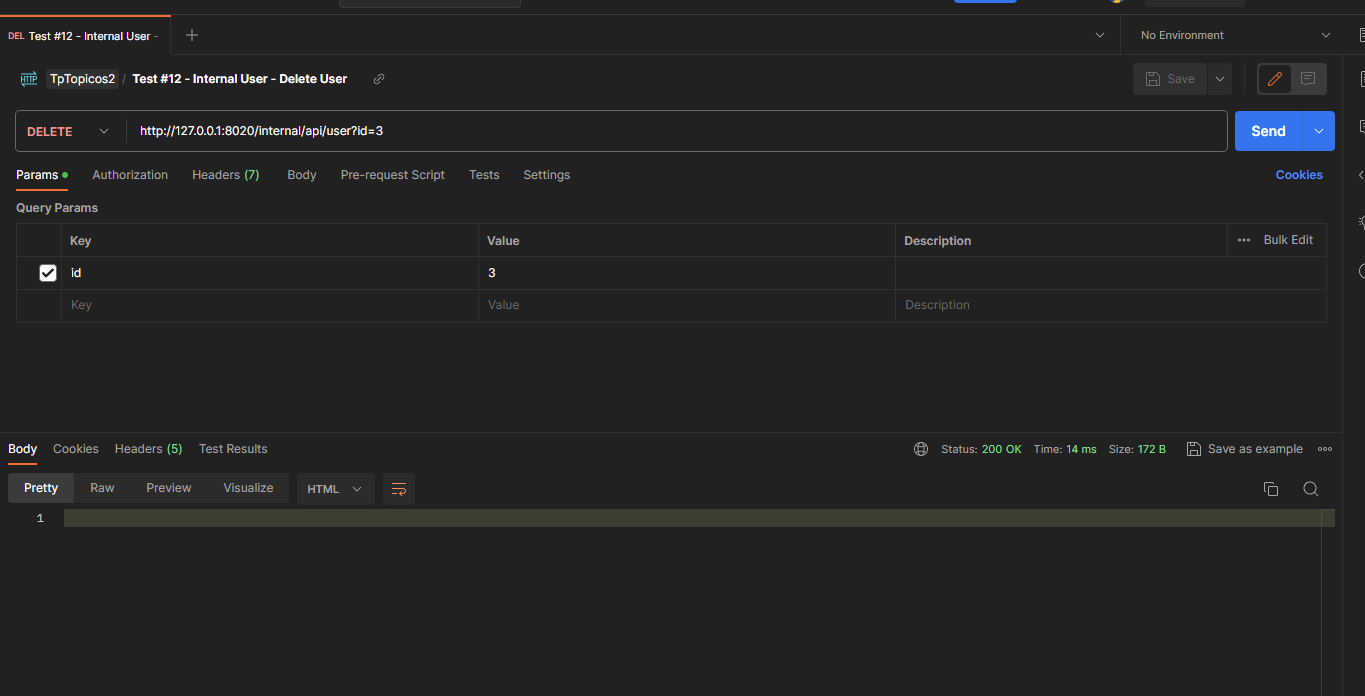 DEL Test #12 - Internal User -
No Environment
HTTP TpTopicos2 / Test #12 - Internal User - Delete User
Save
DELETE http://127.0.0.1:8020/internal/api/user?id=3 Send
Params Authorization Headers (7) Body Pre-request Script Tests Settings Cookies
Query Params
Key Value Description Bulk Edit
id 3
Key Value Description
Body Cookies Headers (5) Test Results Status: 200 OK Time: 14 ms Size: 172 B Save as example
Pretty Raw Preview Visualize HTML
1